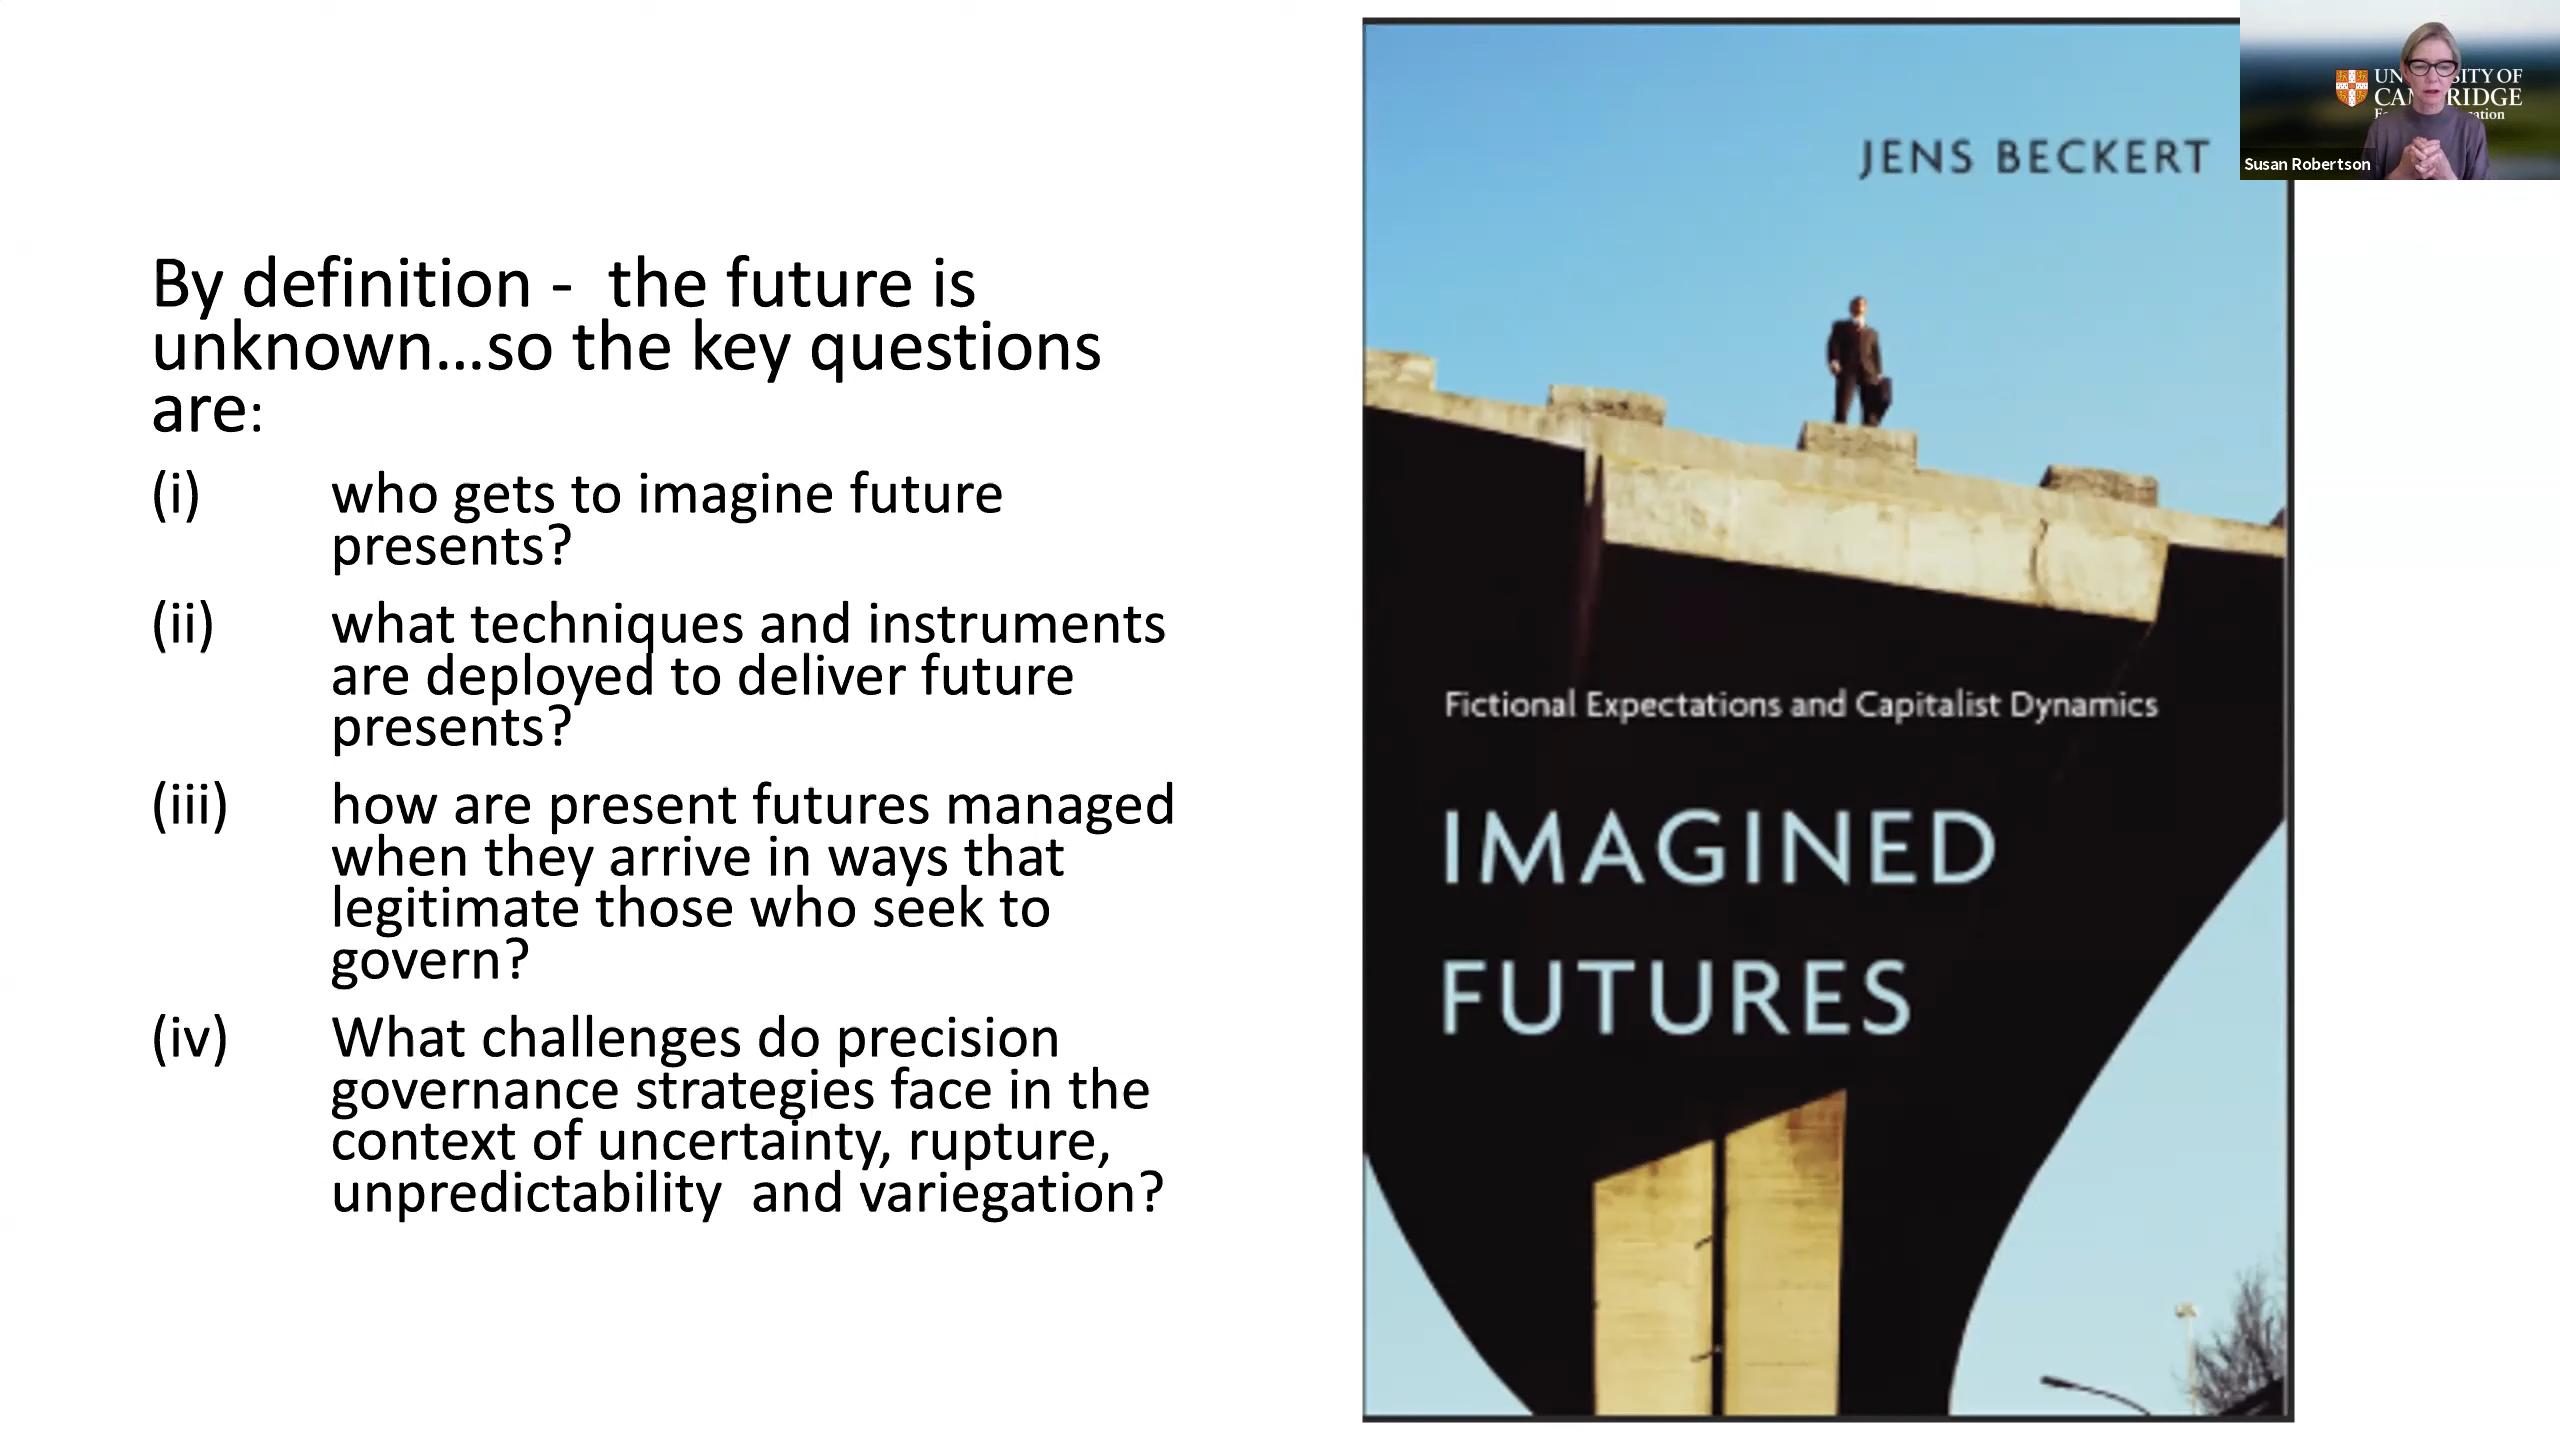 By definition -  the future is
unknown...so the key questions
are:
(i) who gets to imagine future
presents?
(ii) what techniques and instruments
are deployed to deliver future
presents?
(iii) how are present futures managed
when they arrive in ways that
legitimate those who seek to
govern?
(iv) What challenges do precision
governance strategies face in the
context of uncertainty, rupture,
unpredictability  and variegation?
JENS BECKERT
Fictional Expectations and Capitalist Dynamics
IMAGINED
FUTURES
OF
Susan Robertson